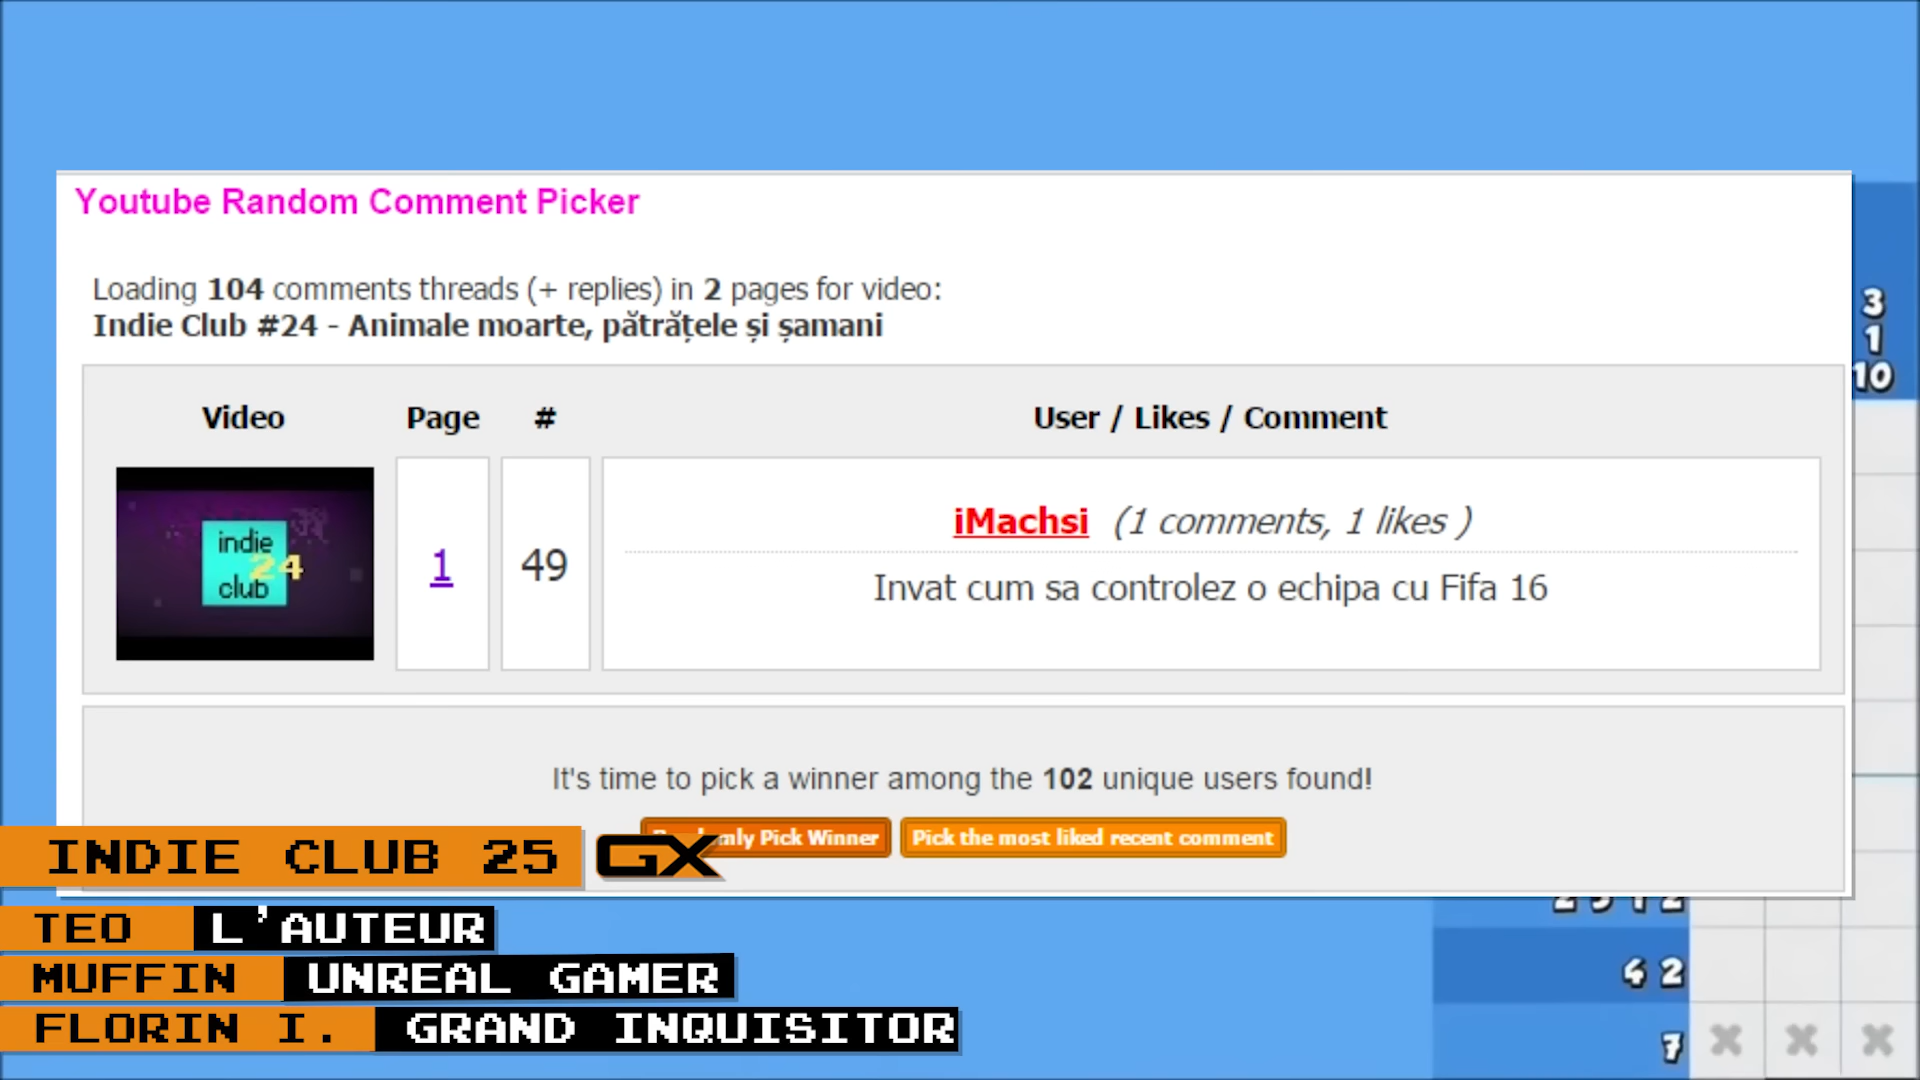 Youtube Random Comment Picker
Loading 104 comments threads (+ replies) in 2 pages for video:
Indie Club #24 - Animale moarte, pătrățele și șamani
3
1
10
Video Page # User / Likes / Comment
indie
24
club
1
49
iMachsi (1 comments, 1 likes )
Invat cum sa controlez o echipa cu Fifa 16
It's time to pick a winner among the 102 unique users found!
Pick Winner
Pick the most liked recent comment
INDIE CLUB 25 GX
TEO L'AUTEUR
MUFFIN UNREAL GAMER
FLORIN I. GRAND INQUISITOR
4 2
7